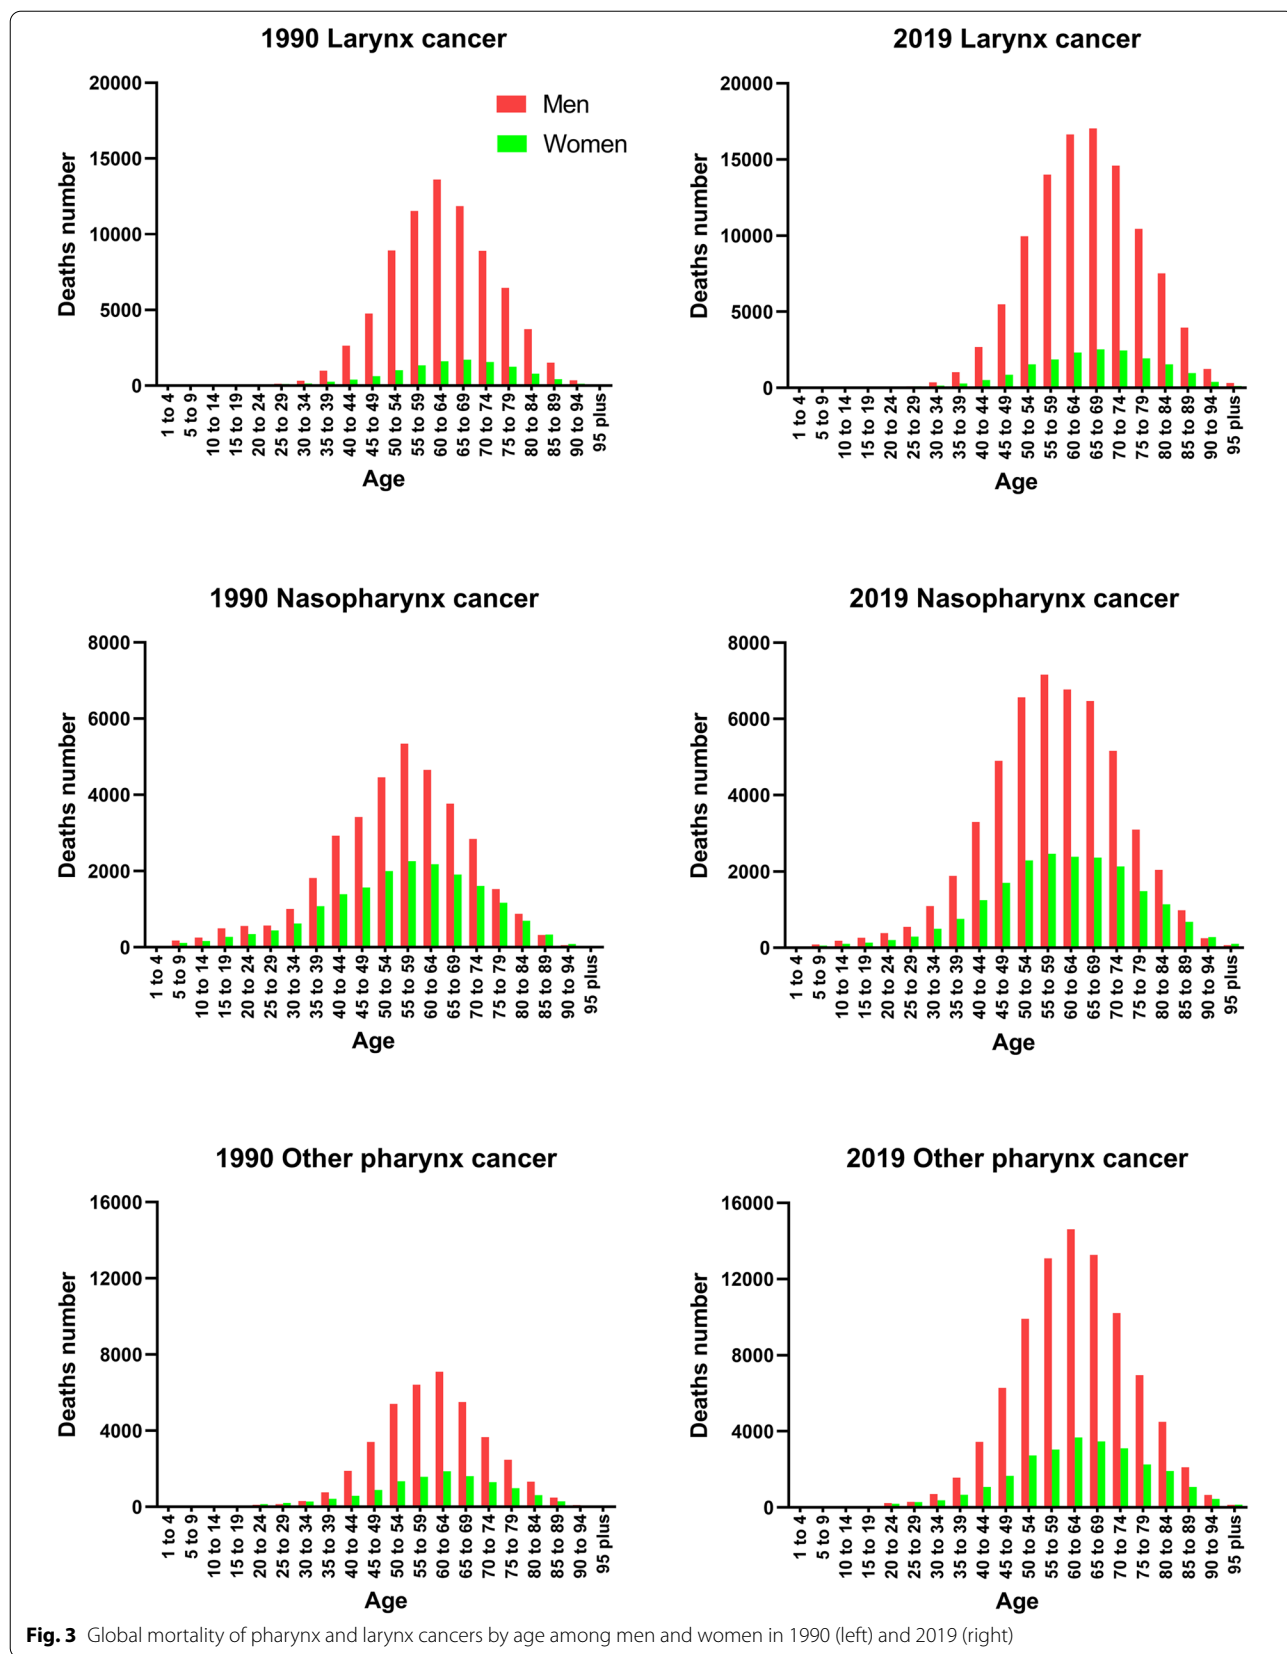 1990 Larynx cancer
20000
15000
10000
5000
0
Deaths number
Men
Women
1 to 4
5 to 9
10 to 14
15 to 19
20 to 24
25 to 29
30 to 34
35 to 39
40 to 44
45 to 49
50 to 54
55 to 59
60 to 64
65 to 69
70 to 74
75 to 79
80 to 84
85 to 89
90 to 94
95 plus
Age
2019 Larynx cancer
20000
15000
10000
5000
0
Deaths number
1 to 4
5 to 9
10 to 14
15 to 19
20 to 24
25 to 29
30 to 34
35 to 39
40 to 44
45 to 49
50 to 54
55 to 59
60 to 64
65 to 69
70 to 74
75 to 79
80 to 84
85 to 89
90 to 94
95 plus
Age
1990 Nasopharynx cancer
8000
6000
4000
2000
0
Deaths number
1 to 4
5 to 9
10 to 14
15 to 19
20 to 24
25 to 29
30 to 34
35 to 39
40 to 44
45 to 49
50 to 54
55 to 59
60 to 64
65 to 69
70 to 74
75 to 79
80 to 84
85 to 89
90 to 94
95 plus
Age
2019 Nasopharynx cancer
8000
6000
4000
2000
0
Deaths number
1 to 4
5 to 9
10 to 14
15 to 19
20 to 24
25 to 29
30 to 34
35 to 39
40 to 44
45 to 49
50 to 54
55 to 59
60 to 64
65 to 69
70 to 74
75 to 79
80 to 84
85 to 89
90 to 94
95 plus
Age
1990 Other pharynx cancer
16000
12000
8000
4000
0
Deaths number
1 to 4
5 to 9
10 to 14
15 to 19
20 to 24
25 to 29
30 to 34
35 to 39
40 to 44
45 to 49
50 to 54
55 to 59
60 to 64
65 to 69
70 to 74
75 to 79
80 to 84
85 to 89
90 to 94
95 plus
Age
2019 Other pharynx cancer
16000
12000
8000
4000
0
Deaths number
1 to 4
5 to 9
10 to 14
15 to 19
20 to 24
25 to 29
30 to 34
35 to 39
40 to 44
45 to 49
50 to 54
55 to 59
60 to 64
65 to 69
70 to 74
75 to 79
80 to 84
85 to 89
90 to 94
95 plus
Age
Fig. 3 Global mortality of pharynx and larynx cancers by age among men and women in 1990 (left) and 2019 (right)